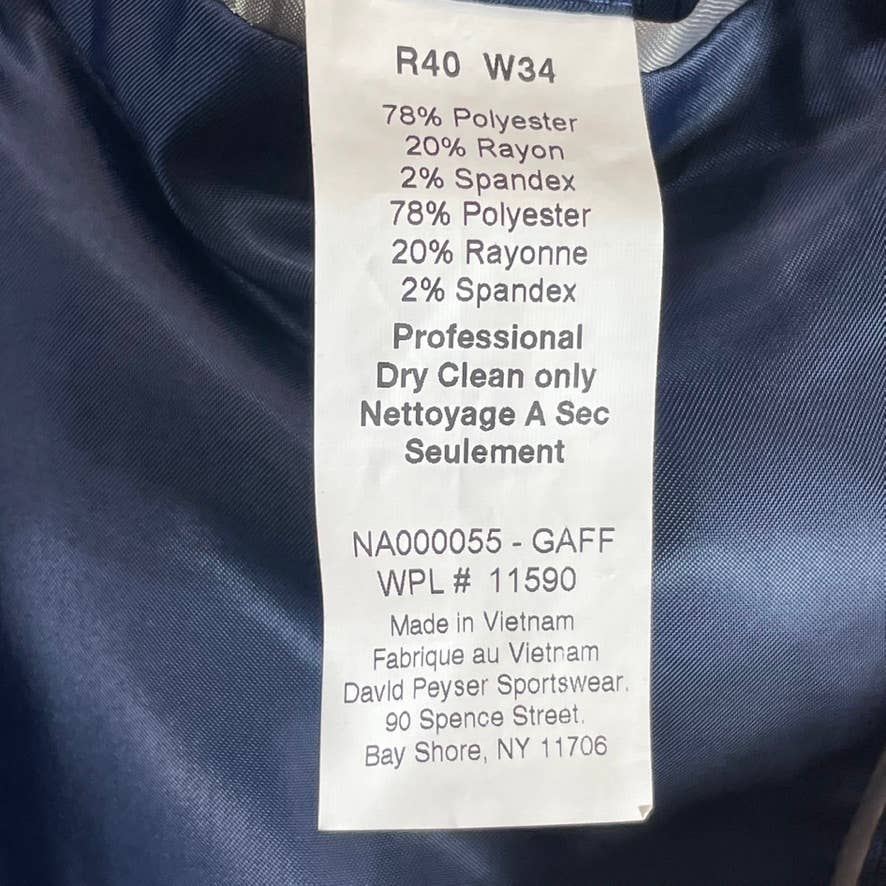 R40 W34
78% Polyester
20% Rayon
2% Spandex
78% Polyester
20% Rayonne
2% Spandex
Professional
Dry Clean only
Nettoyage A Sec
Seulement
NA000055 - GAFF
WPL # 11590
Made in Vietnam
Fabrique au Vietnam
David Peyser Sportswear.
90 Spence Street.
Bay Shore, NY 11706